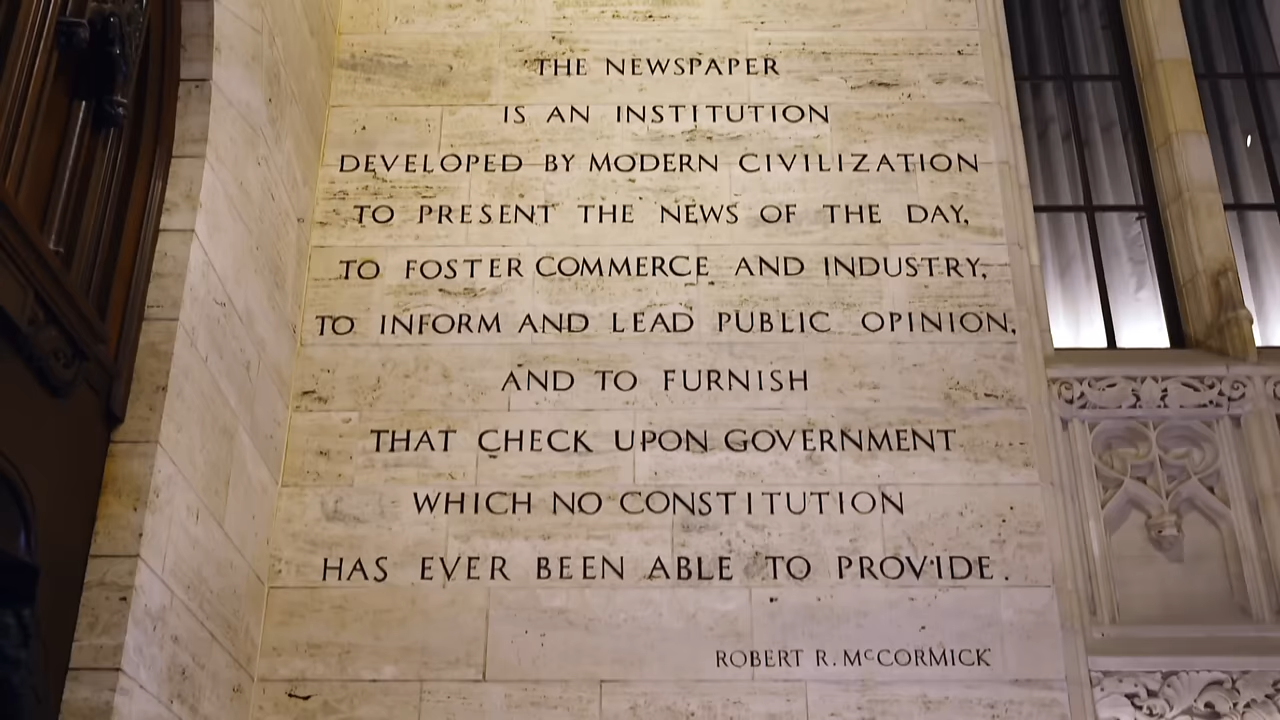 THE NEWSPAPER
IS AN INSTITUTION
DEVELOPED BY MODERN CIVILIZATION
TO PRESENT THE NEWS OF THE DAY,
TO FOSTER COMMERCE AND INDUSTRY,
TO INFORM AND LEAD PUBLIC OPINION,
AND TO FURNISH
THAT CHECK UPON GOVERNMENT
WHICH NO CONSTITUTION
HAS EVER BEEN ABLE TO PROVIDE.
ROBERT R. McCORMICK